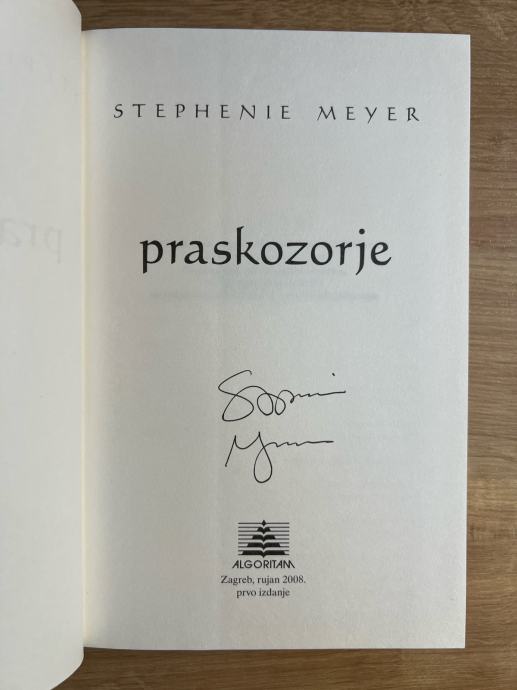 STEPHENIE MEYER
praskozorje
ALGORITAM
Zagreb, rujan 2008.
prvo izdanje